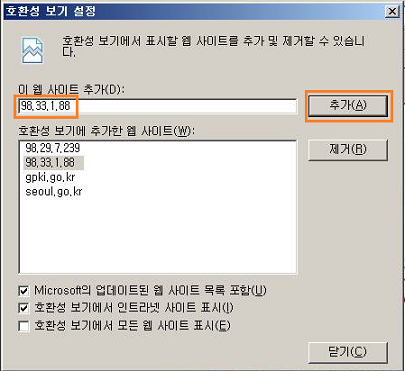 호환성 보기 설정
호환성 보기에서 표시할 웹 사이트를 추가 및 제거할 수 있습니
다.
이 웹 사이트 추가(D):
98.33.1.88
추가(A)
호환성 보기에 추가한 웹 사이트(W):
98.29.7.239
98.33.1.88
gpki.go.kr
seoul.go.kr
제거(R)
Microsoft의 업데이트된 웹 사이트 목록 포함(U)
호환성 보기에서 인트라넷 사이트 표시(I)
호환성 보기에서 모든 웹 사이트 표시(E)
닫기(C)